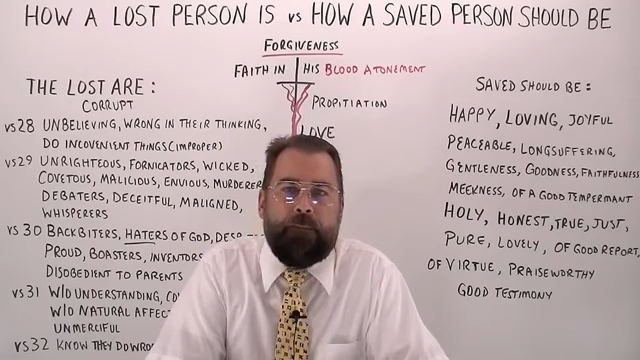 HOW A LOST PERSON IS vs HOW A SAVED PERSON SHOULD BE
FORGIVENESS
FAITH IN HIS BLOOD ATONEMENT
PROPITIATION
LOVE
THE LOST ARE:
CORRUPT
vs28 UNBELIEVING, WRONG IN THEIR THINKING,
DO INCOVENIENT THINGS (IMPROPER)
vs29 UNRIGHTEOUS, FORNICATORS, WICKED,
COVETOUS, MALICIOUS, ENVIOUS, MURDERER
DEBATERS, DECEITFUL, MALIGNED,
WHISPERERS
vs30 BACKBITERS, HATERS OF GOD,
PROUD, BOASTERS, INVENTORS
DISOBEDIENT TO PARENTS
vs31 W/O UNDERSTANDING,
W/O NATURAL
UNMERCIFUL
vs32 KNOW THEY DO
SAVED SHOULD BE:
HAPPY, LOVING, JOYFUL
PEACEABLE, LONGSUFFERING,
GENTLENESS, GOODNESS, FAITHFULNESS
MEEKNESS, OF A GOOD TEMPERMANT
HOLY, HONEST, TRUE, JUST,
PURE, LOVELY, OF GOOD REPORT,
OF VIRTUE, PRAISEWORTHY
GOOD TESTIMONY